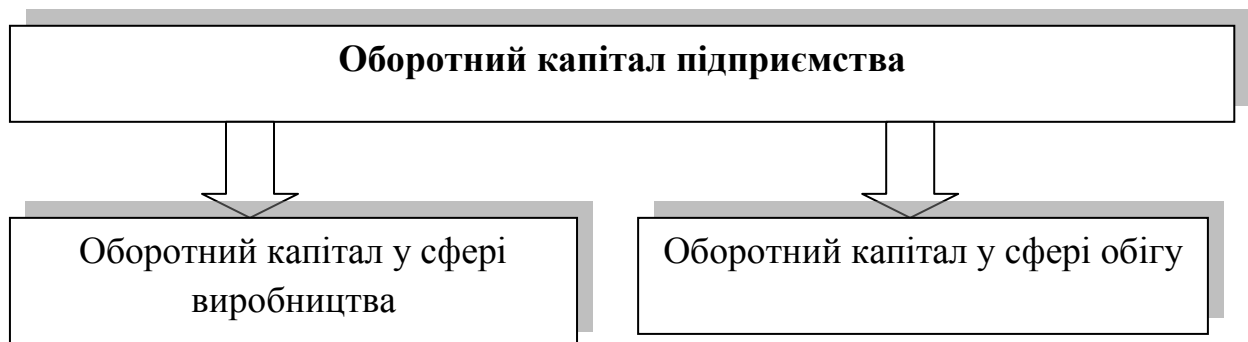 Оборотний капітал підприємства
Оборотний капітал у сфері
виробництва
Оборотний капітал у сфері обігу